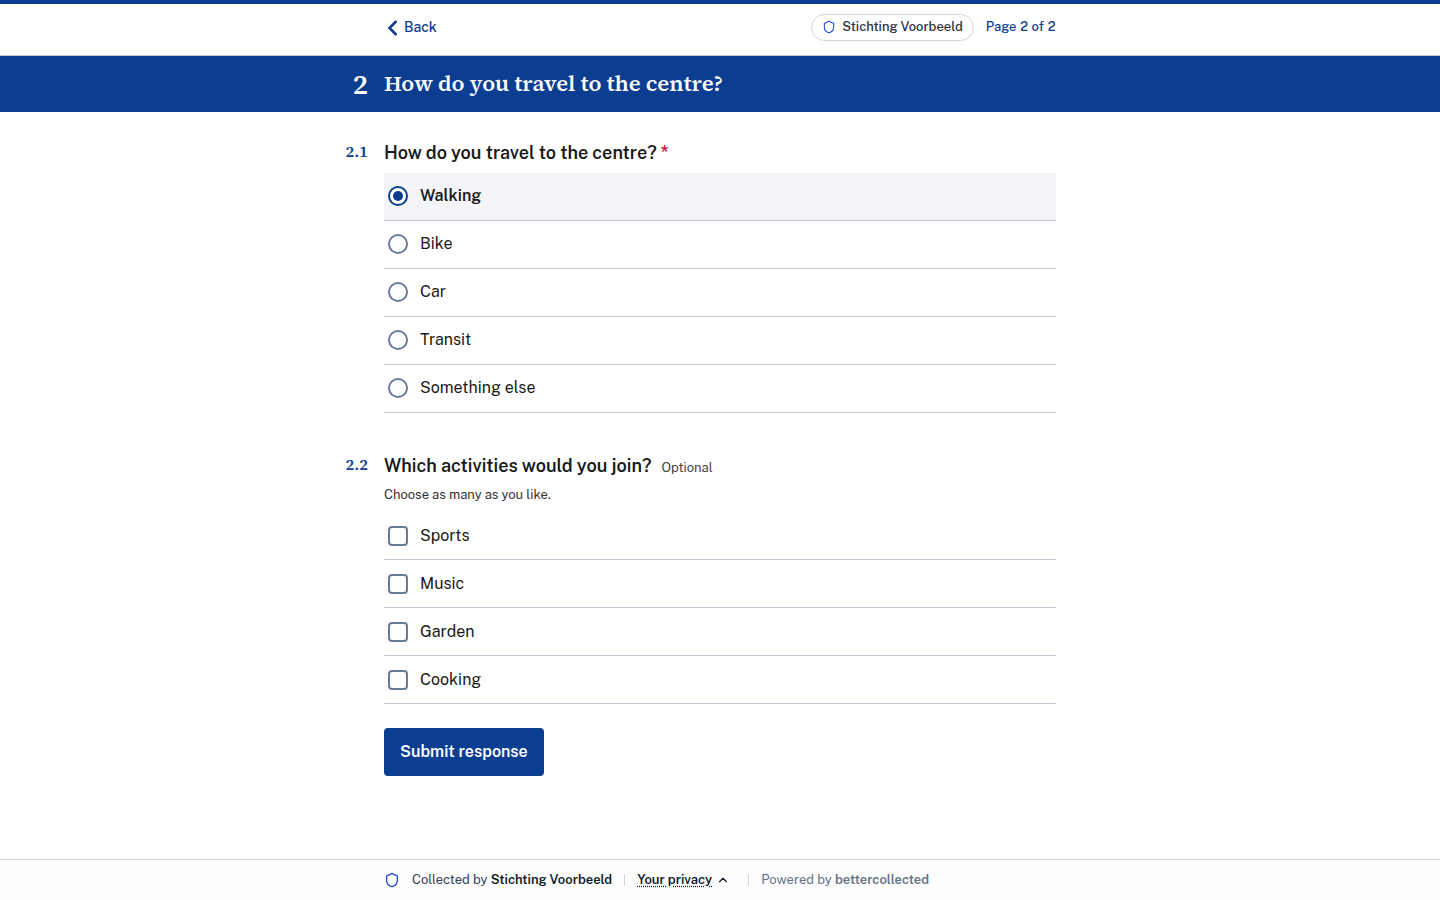 Back
Stichting Voorbeeld
Page 2 of 2
2 How do you travel to the centre?
2.1 How do you travel to the centre? *
Walking
Bike
Car
Transit
Something else
2.2 Which activities would you join? Optional
Choose as many as you like.
Sports
Music
Garden
Cooking
Submit response
Collected by Stichting Voorbeeld
Your privacy
Powered by bettercollected